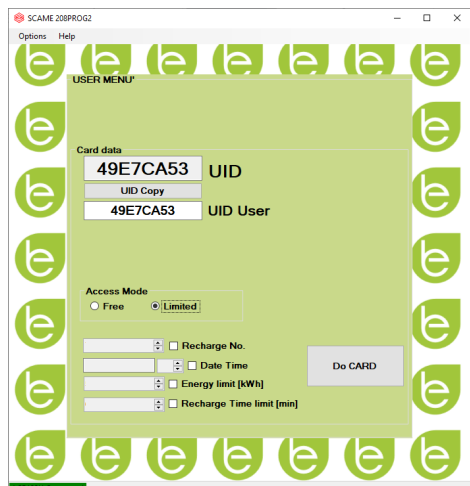 SCAME 208PROG2
Options Help
USER MENU'
Card data
49E7CA53 UID
UID Copy
49E7CA53 UID User
Access Mode
Free Limited
Recharge No.
Date Time
Do CARD
Energy limit [kWh]
Recharge Time limit [min]